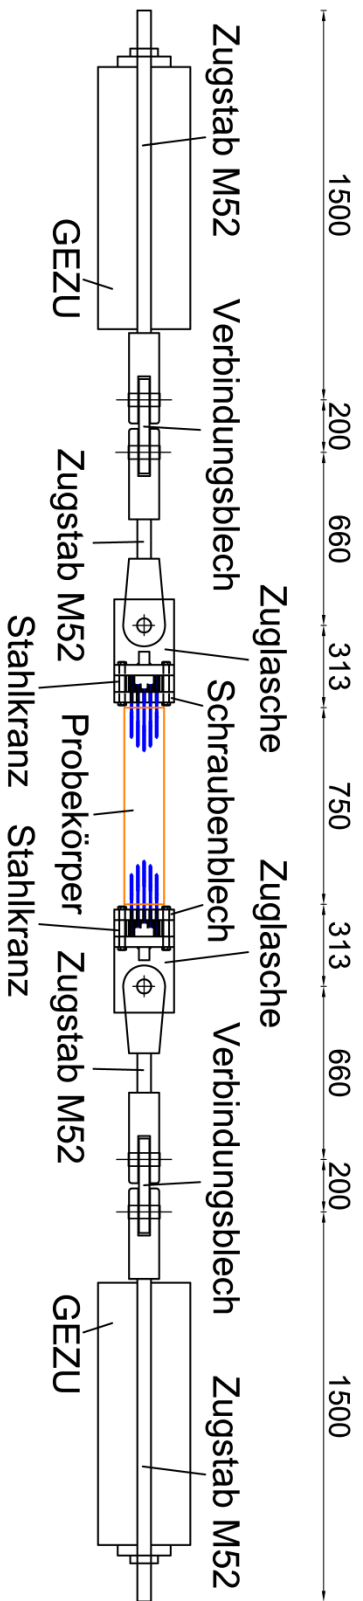 1500
200
660
313
750
313
660
200
1500
Zuglasche
Zuglasche
Zugstab M52
Verbindungsblech
Schraubenblech
Verbindungsblech
Zugstab M52
GEZU
Zugstab M52
Probekörper
Zugstab M52
GEZU
Stahlkranz
Stahlkranz